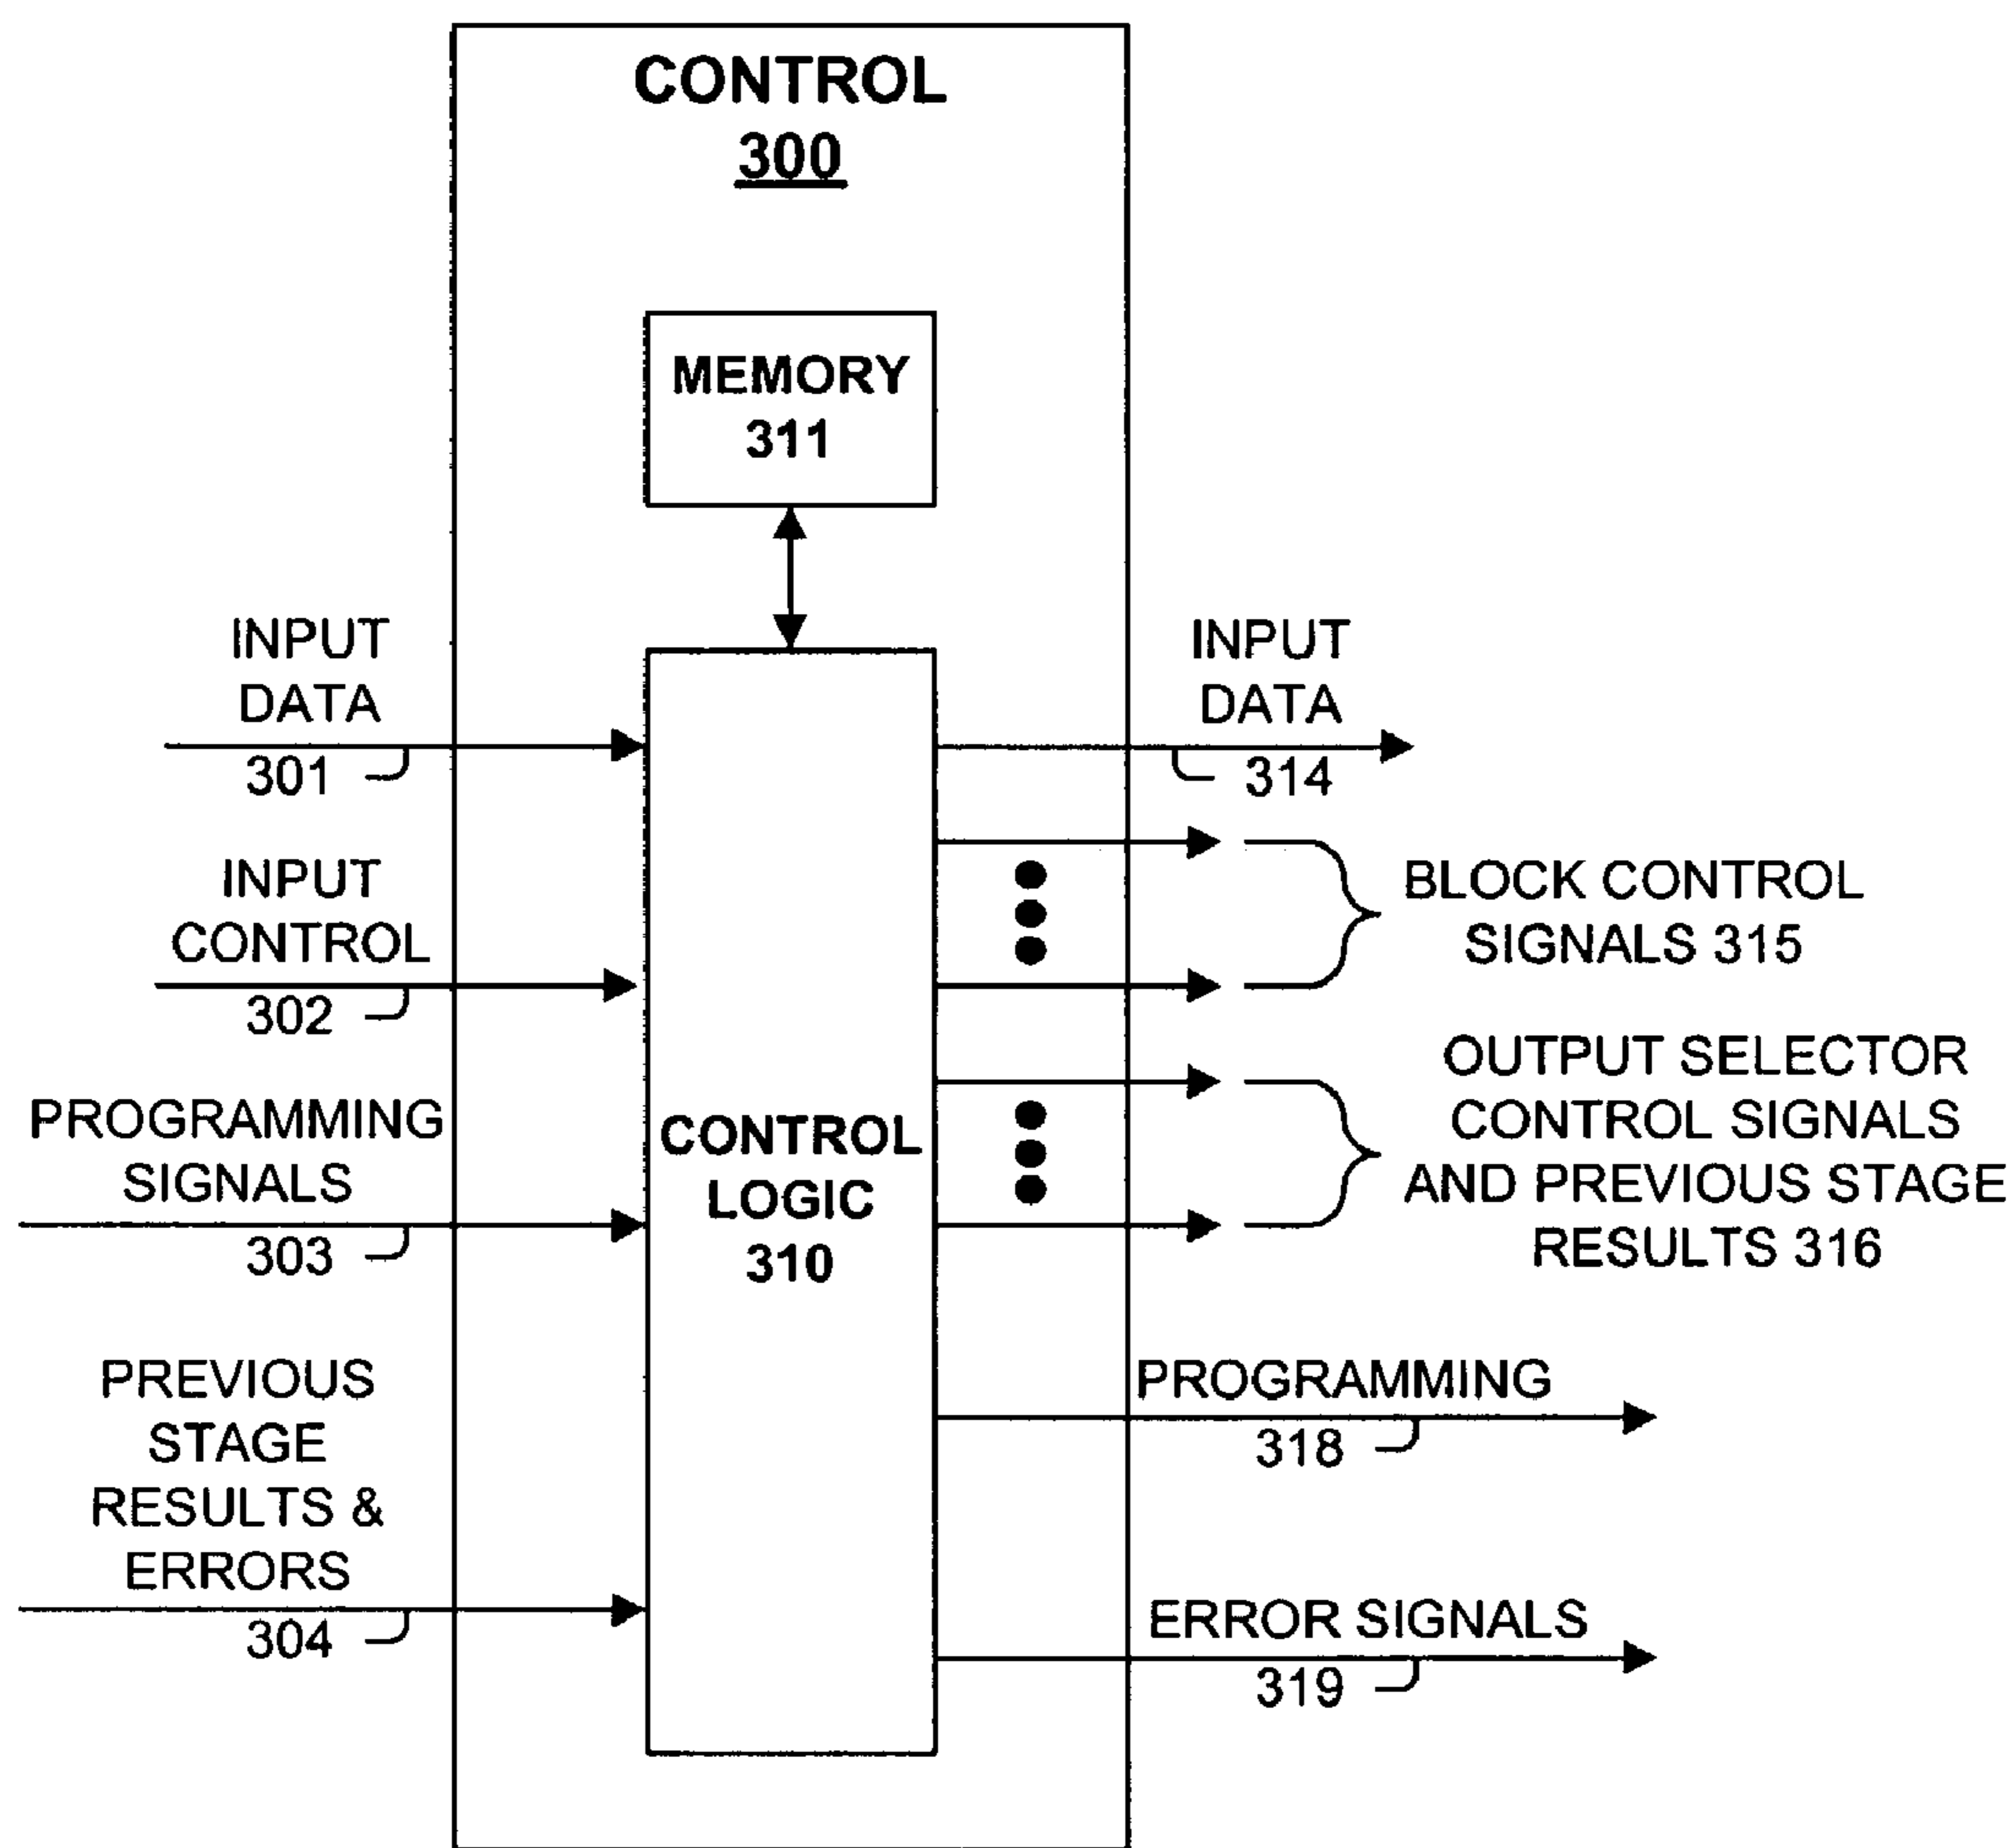 CONTROL
300
MEMORY
311
INPUT
DATA
301
INPUT
CONTROL
302
PROGRAMMING
SIGNALS
303
PREVIOUS
STAGE
RESULTS &
ERRORS
304
CONTROL
LOGIC
310
INPUT
DATA
314
BLOCK CONTROL
SIGNALS 315
OUTPUT SELECTOR
CONTROL SIGNALS
AND PREVIOUS STAGE
RESULTS 316
PROGRAMMING
318
ERROR SIGNALS
319